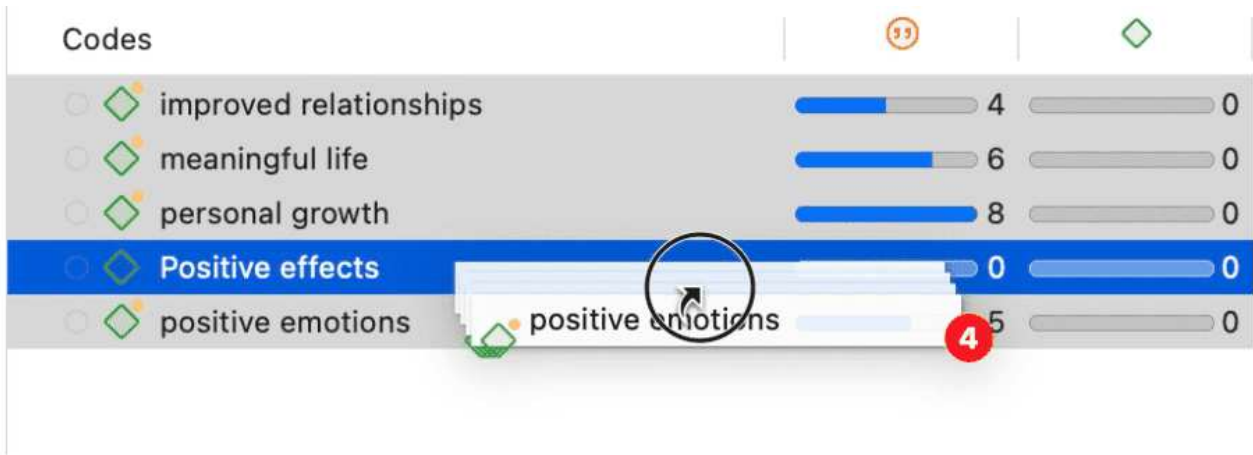 Codes
improved relationships 4 0
meaningful life 6 0
personal growth 8 0
Positive effects 0 0
positive emotions 5 0
positive emotions
4